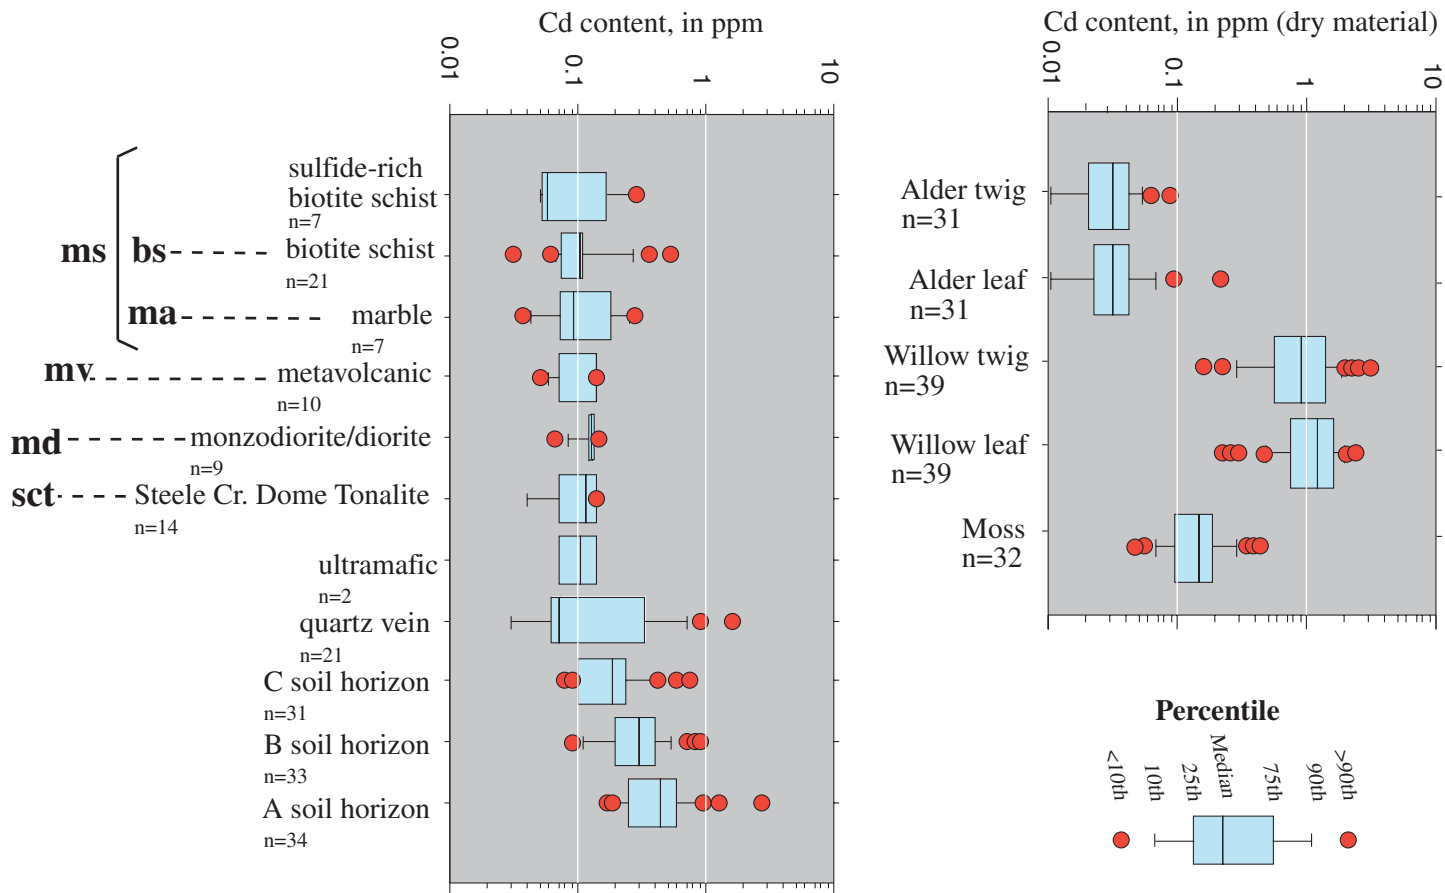 Cd content, in ppm
0.01
0.1
1
10
sulfide-rich
biotite schist
n=7
ms
bs
biotite schist
n=21
ma
marble
n=7
mv
metavolcanic
n=10
md
monzodiorite/diorite
n=9
sct
Steele Cr. Dome Tonalite
n=14
ultramafic
n=2
quartz vein
n=21
C soil horizon
n=31
B soil horizon
n=33
A soil horizon
n=34
Cd content, in ppm (dry material)
0.01
0.1
1
10
Alder twig
n=31
Alder leaf
n=31
Willow twig
n=39
Willow leaf
n=39
Moss
n=32
Percentile
<10th
10th
25th
Median
75th
90th
>90th